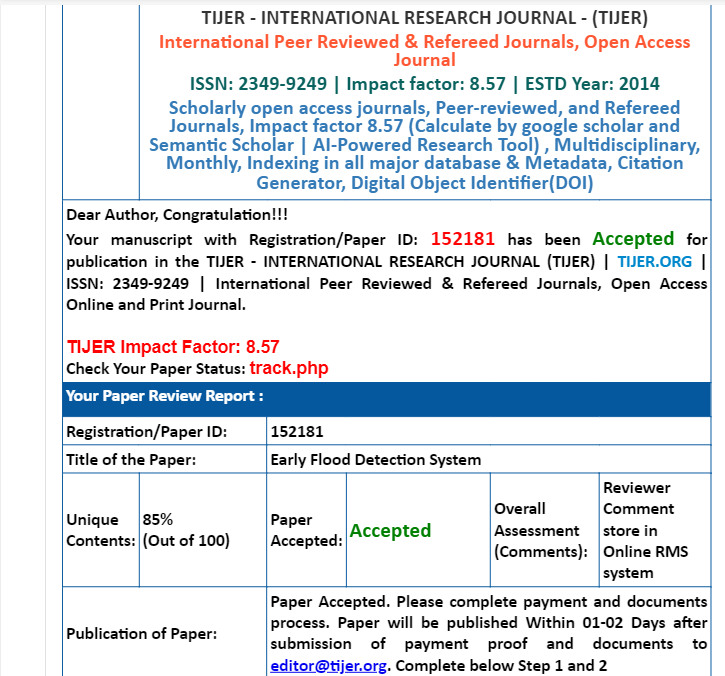 TIJER - INTERNATIONAL RESEARCH JOURNAL - (TIJER)
International Peer Reviewed & Refereed Journals, Open Access
Journal
ISSN: 2349-9249 | Impact factor: 8.57 | ESTD Year: 2014
Scholarly open access journals, Peer-reviewed, and Refereed
Journals, Impact factor 8.57 (Calculate by google scholar and
Semantic Scholar | AI-Powered Research Tool) , Multidisciplinary,
Monthly, Indexing in all major database & Metadata, Citation
Generator, Digital Object Identifier(DOI)
Dear Author, Congratulation!!!
Your manuscript with Registration/Paper ID: 152181 has been Accepted for
publication in the TIJER - INTERNATIONAL RESEARCH JOURNAL (TIJER) | TIJER.ORG |
ISSN: 2349-9249 | International Peer Reviewed & Refereed Journals, Open Access
Online and Print Journal.
TIJER Impact Factor: 8.57
Check Your Paper Status: track.php
Your Paper Review Report :
Registration/Paper ID: 152181
Title of the Paper: Early Flood Detection System
Unique
Contents:
85%
(Out of 100)
Paper
Accepted:
Accepted
Overall
Assessment
(Comments):
Reviewer
Comment
store in
Online RMS
system
Publication of Paper:
Paper Accepted. Please complete payment and documents
process. Paper will be published Within 01-02 Days after
submission of payment proof and documents to
editor@tijer.org. Complete below Step 1 and 2